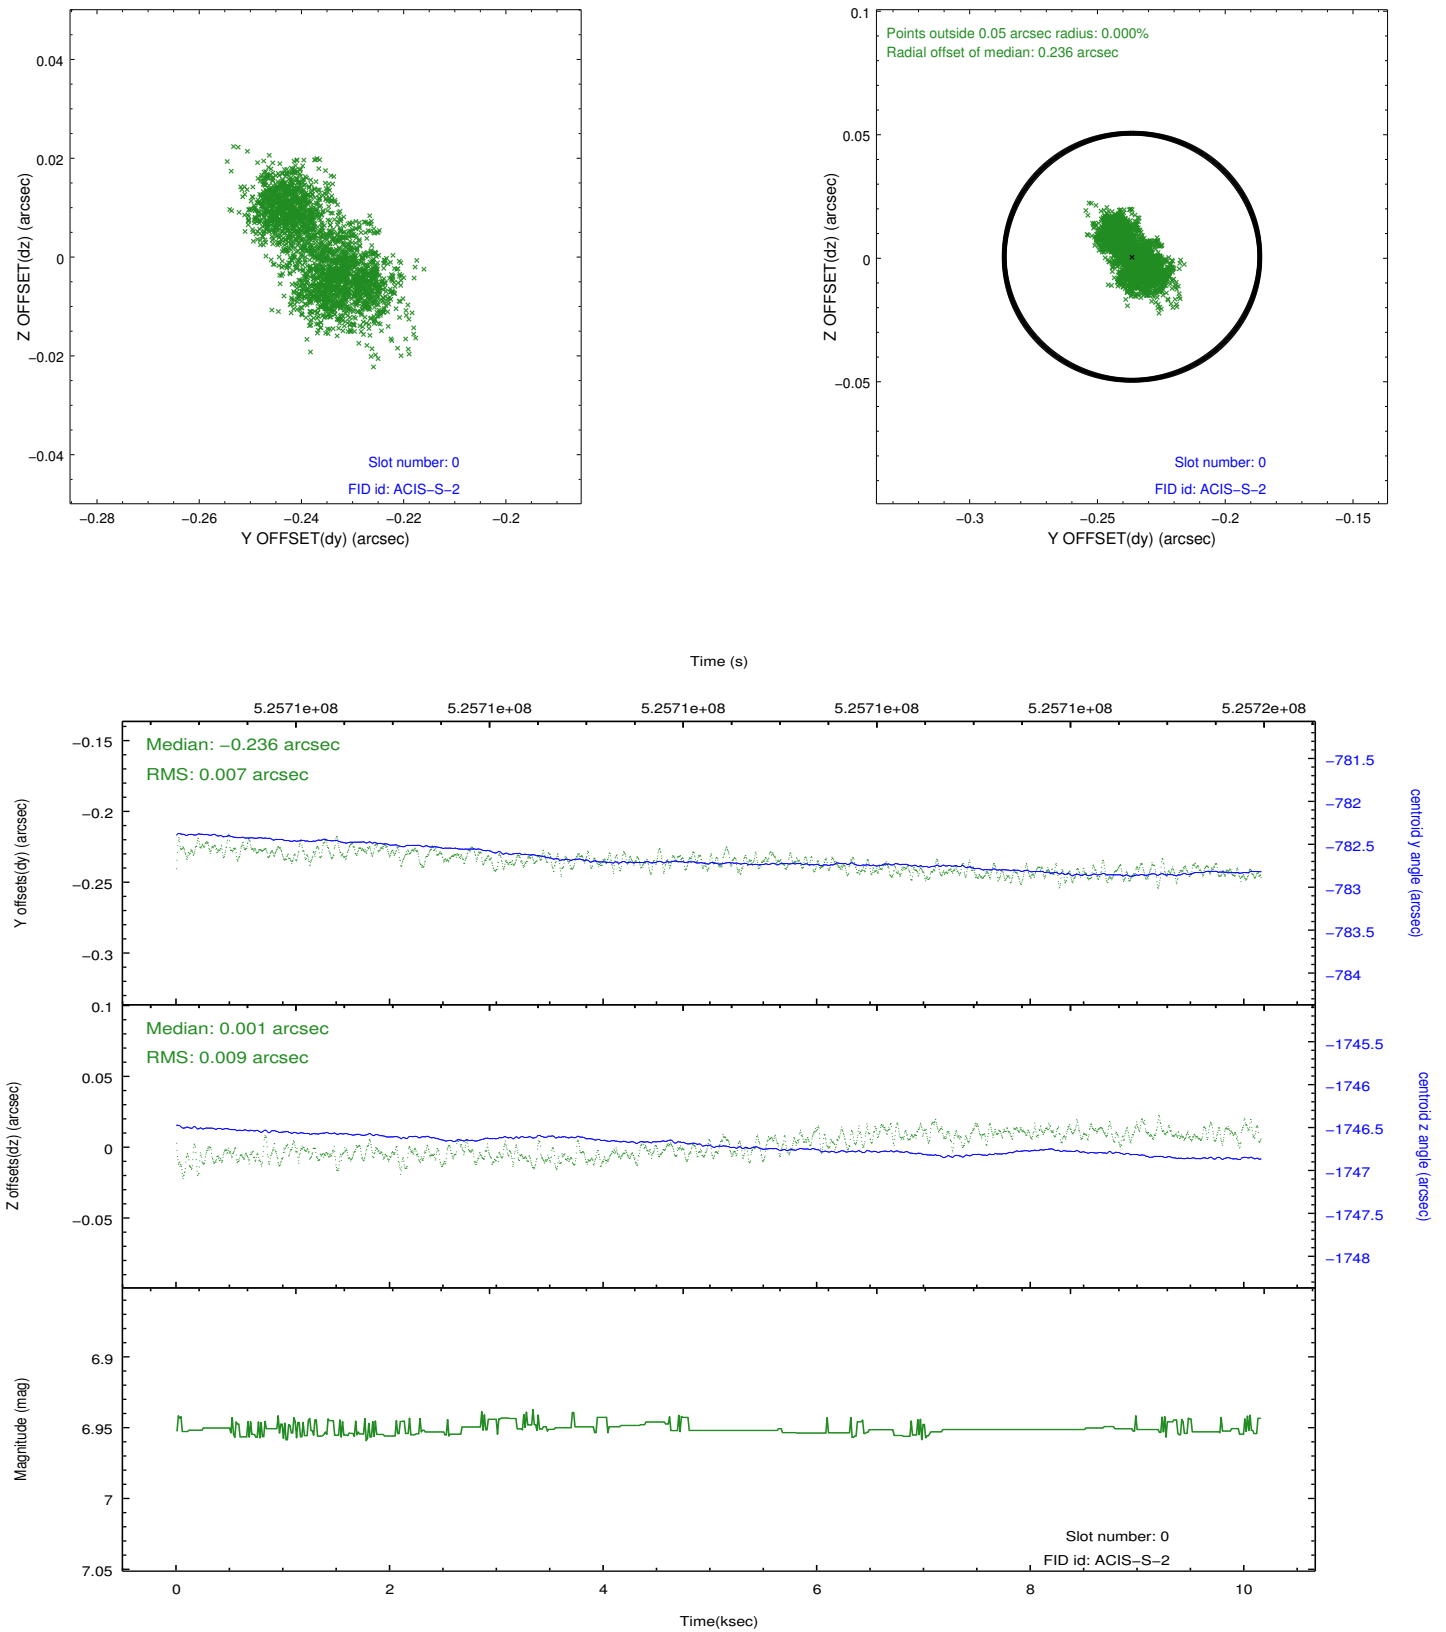 0.04
0.02
0
−0.02
−0.04
Z OFFSET(dz) (arcsec)
Slot number: 0
FID id: ACIS−S−2
−0.28
−0.26
−0.24
−0.22
−0.2
Y OFFSET(dy) (arcsec)
0.1
0.05
0
−0.05
Z OFFSET(dz) (arcsec)
Points outside 0.05 arcsec radius: 0.000%
Radial offset of median: 0.236 arcsec
Slot number: 0
FID id: ACIS−S−2
−0.3
−0.25
−0.2
−0.15
Y OFFSET(dy) (arcsec)
Time (s)
5.2571e+08
5.2571e+08
5.2571e+08
5.2571e+08
5.2571e+08
5.2572e+08
−0.15
−0.2
−0.25
−0.3
Y offsets(dy) (arcsec)
Median: −0.236 arcsec
RMS: 0.007 arcsec
−781.5
−782
−782.5
−783
−783.5
−784
centroid y angle (arcsec)
0.1
0.05
0
−0.05
Z offsets(dz) (arcsec)
Median: 0.001 arcsec
RMS: 0.009 arcsec
−1745.5
−1746
−1746.5
−1747
−1747.5
−1748
centroid z angle (arcsec)
6.9
6.95
7
7.05
Magnitude (mag)
Slot number: 0
FID id: ACIS−S−2
0
2
4
6
8
10
Time(ksec)